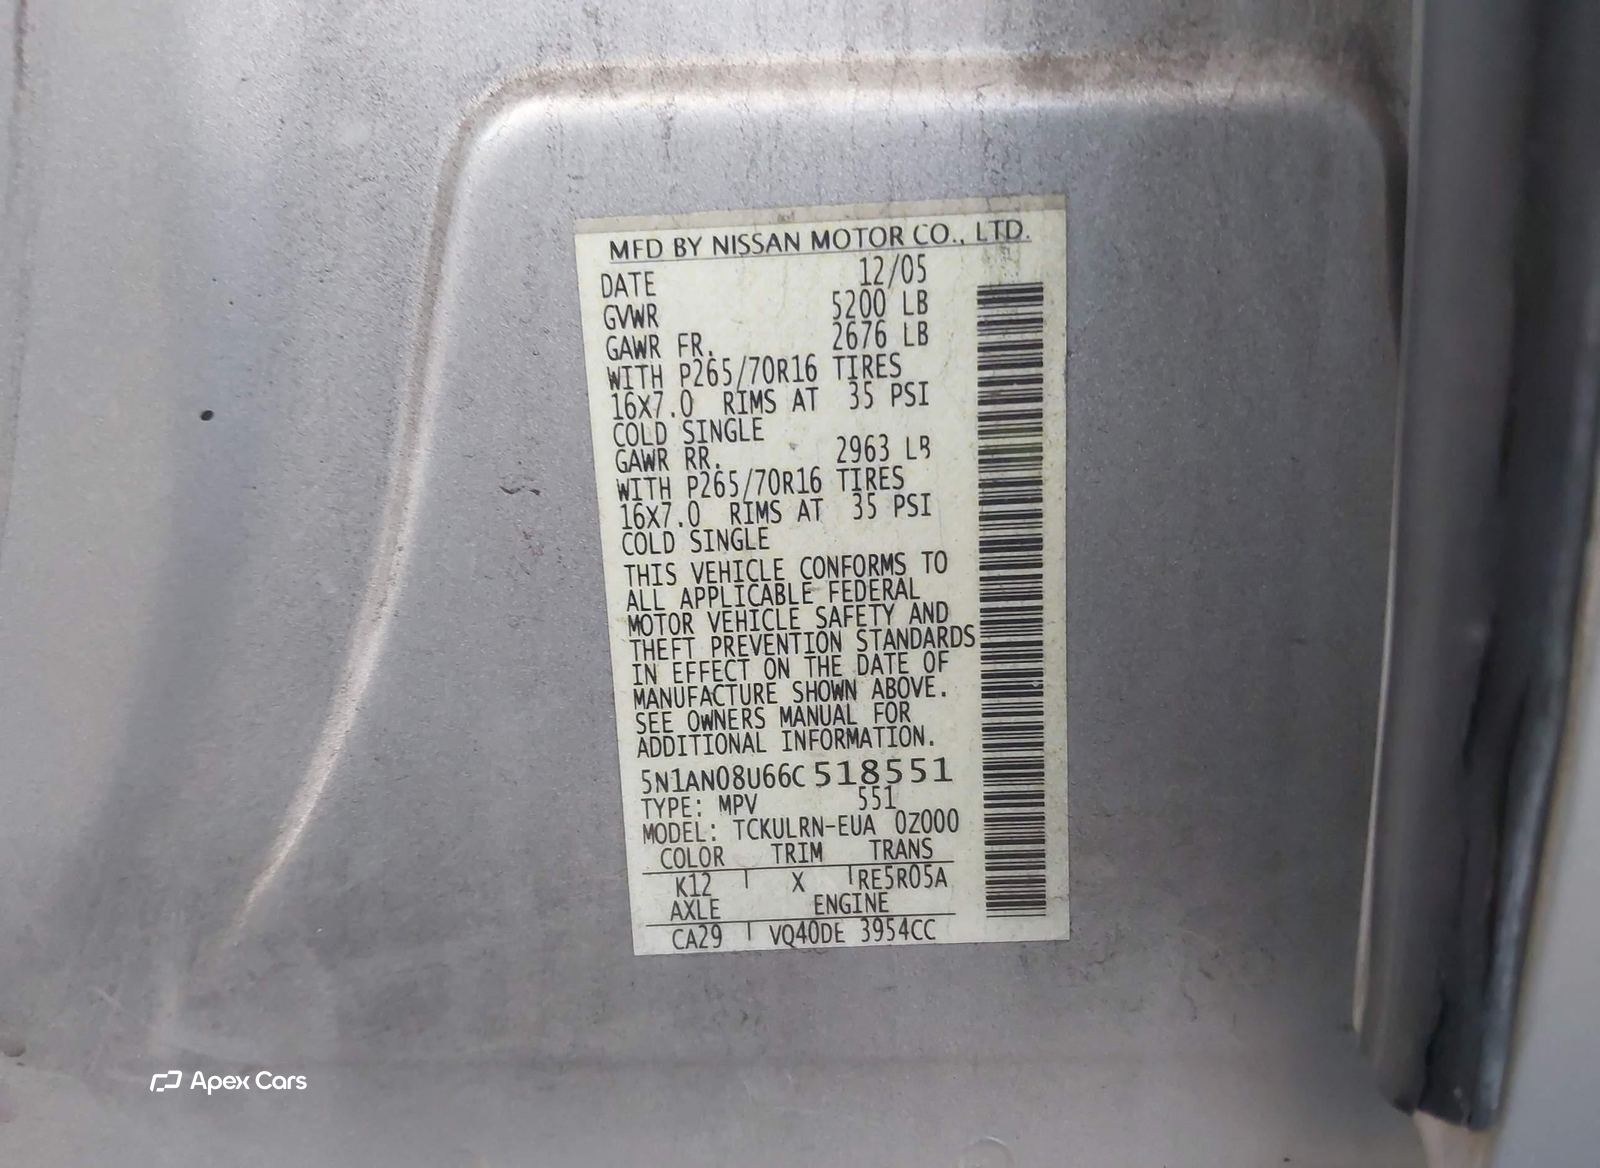 MFD BY NISSAN MOTOR CO., LTD.
DATE 12/05
GVWR 5200 LB
GAWR FR. 2676 LB
WITH P265/70R16 TIRES
16X7.0 RIMS AT 35 PSI
COLD SINGLE
GAWR RR. 2963 LB
WITH P265/70R16 TIRES
16X7.0 RIMS AT 35 PSI
COLD SINGLE
THIS VEHICLE CONFORMS TO
ALL APPLICABLE FEDERAL
MOTOR VEHICLE SAFETY AND
THEFT PREVENTION STANDARDS
IN EFFECT ON THE DATE OF
MANUFACTURE SHOWN ABOVE.
SEE OWNERS MANUAL FOR
ADDITIONAL INFORMATION.
5N1AN08U66C518551
TYPE: MPV 551
MODEL: TCKULRN-EUA 0Z000
COLOR TRIM TRANS
K12 X RE5R05A
AXLE ENGINE
CA29 VQ40DE 3954CC
Apex Cars